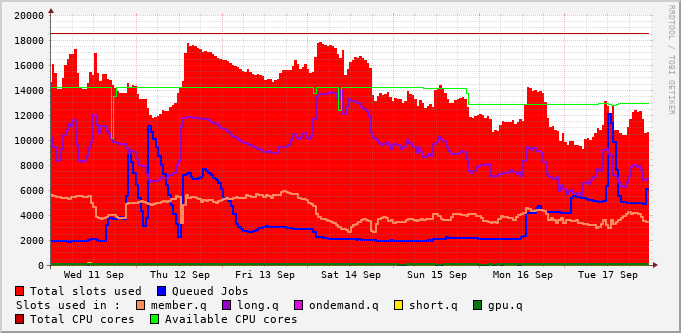 20000
18000
16000
14000
12000
10000
8000
6000
4000
2000
0
Wed 11 Sep Thu 12 Sep Fri 13 Sep Sat 14 Sep Sun 15 Sep Mon 16 Sep Tue 17 Sep
Total slots used Queued Jobs
Slots used in : member.q long.q ondemand.q short.q gpu.q
Total CPU cores Available CPU cores
RRDTOOL / TOBI OETIKER